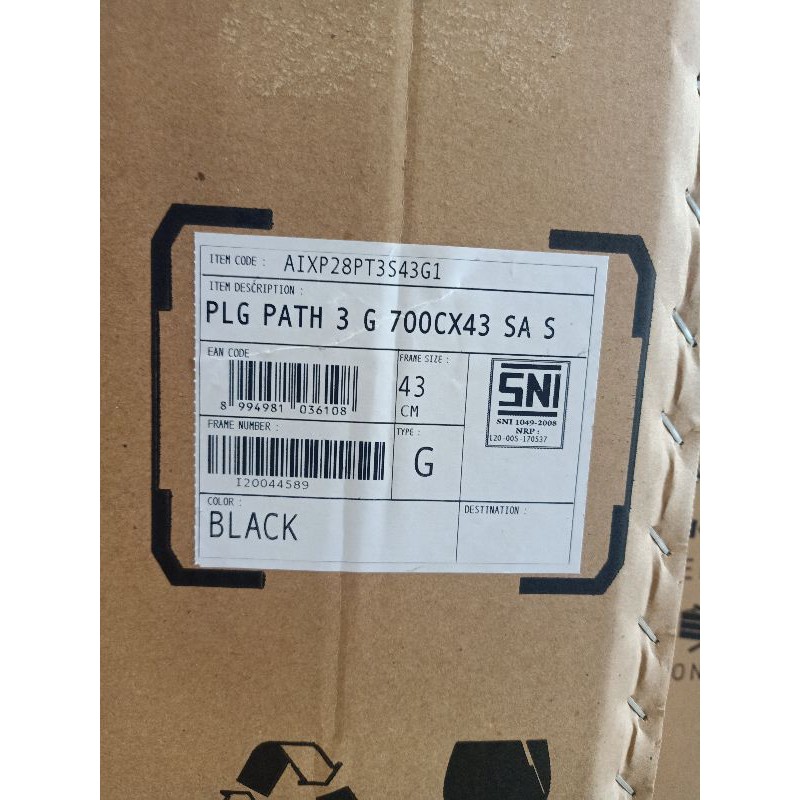 ITEM CODE : AIXP28PT3S43G1
ITEM DESCRIPTION :
PLG PATH 3 G 700CX43 SA S
EAN CODE
8 994981 036108
FRAME SIZE :
43
CM
SNI
SNI 1049-2008
NRP :
120-005-170537
FRAME NUMBER :
I20044589
TYPE :
G
COLOR :
BLACK
DESTINATION :
ON